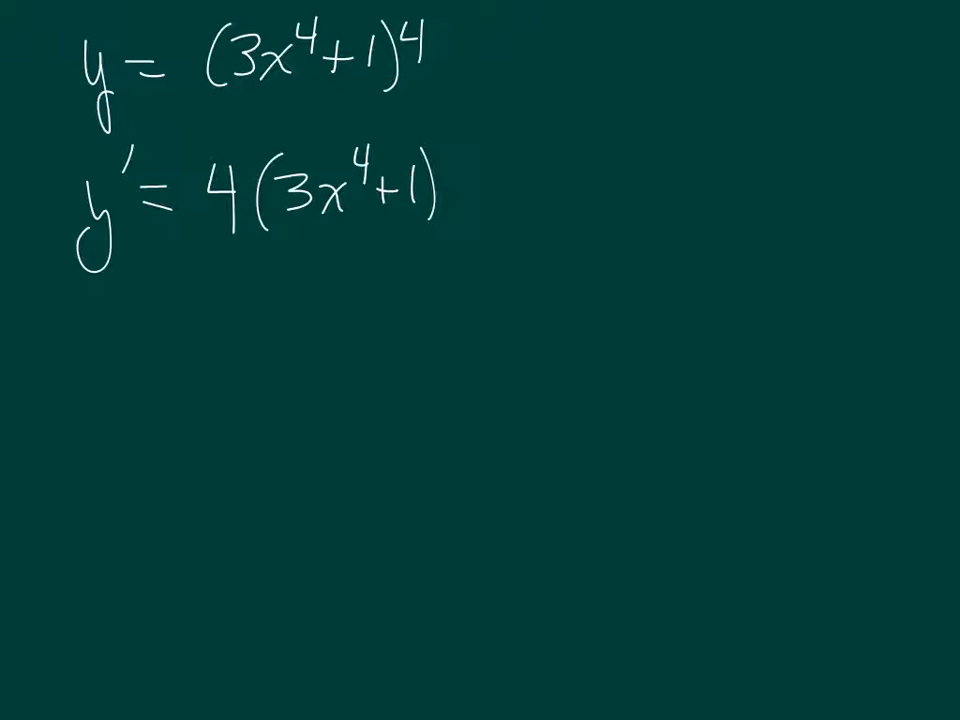 y = (3x⁴+1)⁴
y' = 4(3x⁴+1)